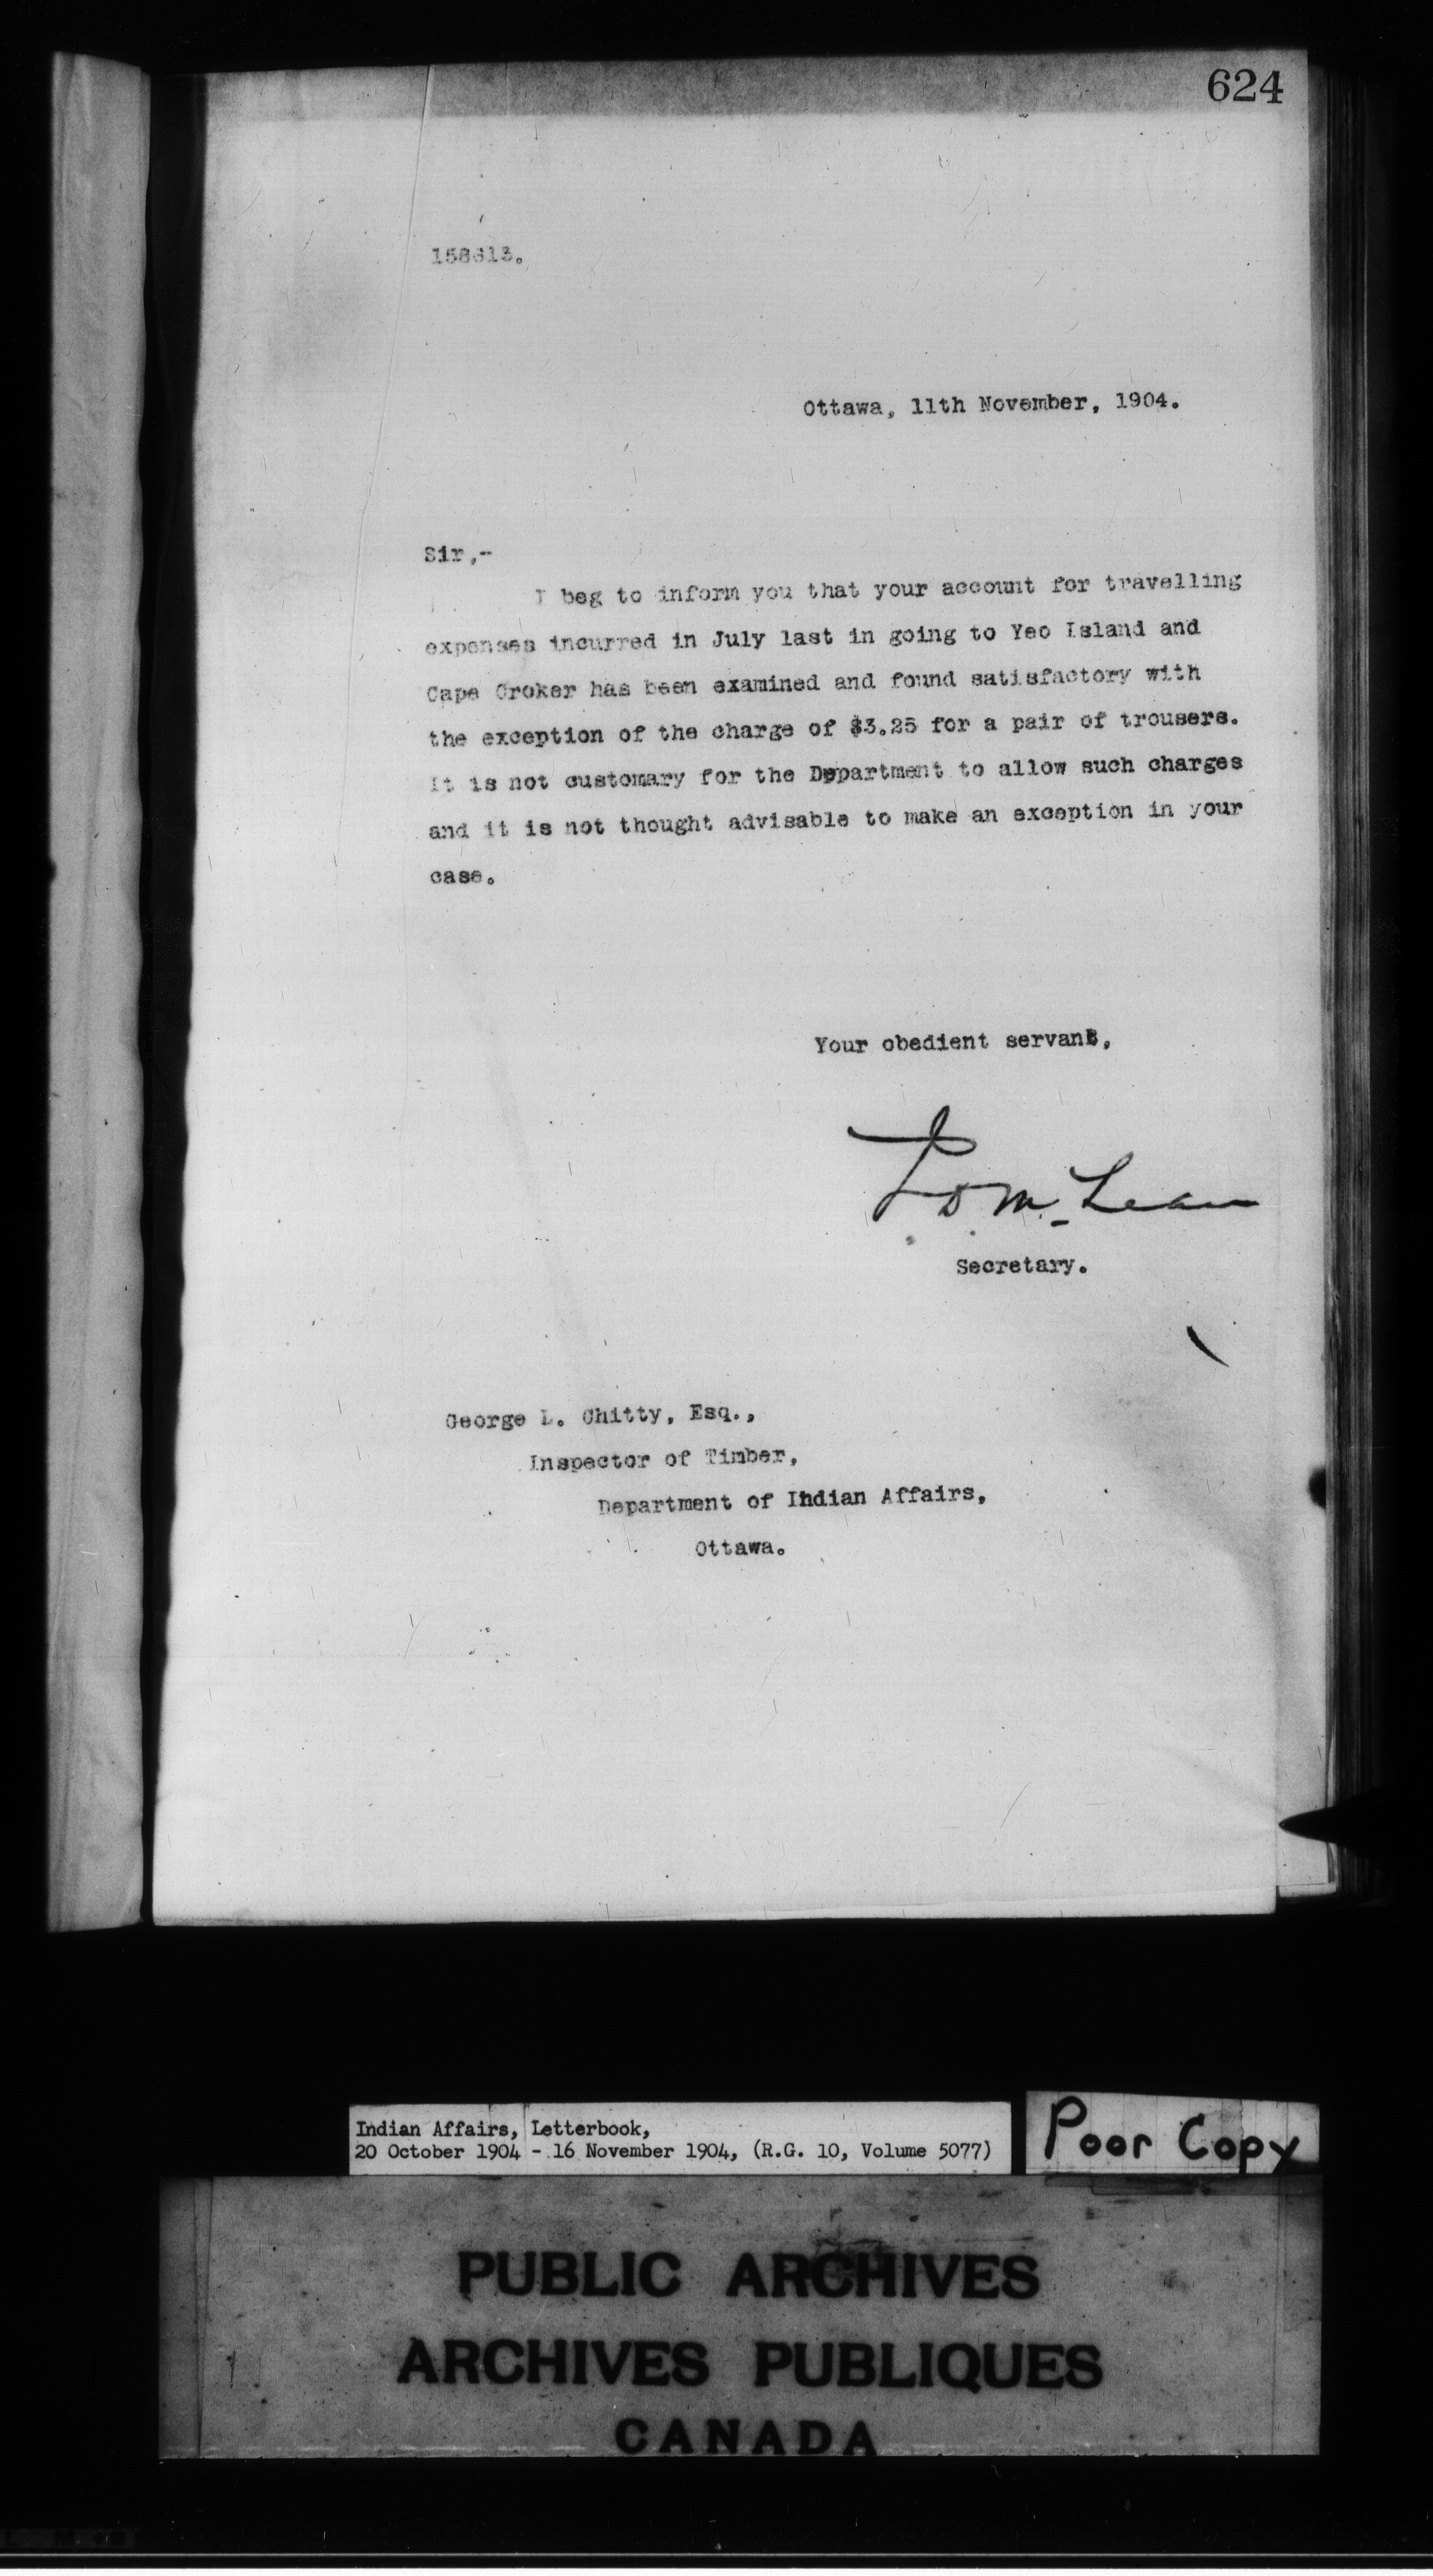 624
158613.
Ottawa, 11th November, 1904.
Sir,-
I beg to inform you that your account for travelling
expenses incurred in July last in going to Yeo Island and
Cape Croker has been examined and found satisfactory with
the exception of the charge of $3.25 for a pair of trousers.
It is not customary for the Department to allow such charges
and it is not thought advisable to make an exception in your
case.
Your obedient servant,
J D McLean
Secretary.
George L. Chitty, Esq.,
Inspector of Timber,
Department of Indian Affairs,
Ottawa.
Indian Affairs, Letterbook,
20 October 1904 - 16 November 1904, (R.G. 10, Volume 5077)
Poor Copy
PUBLIC ARCHIVES
ARCHIVES PUBLIQUES
CANADA